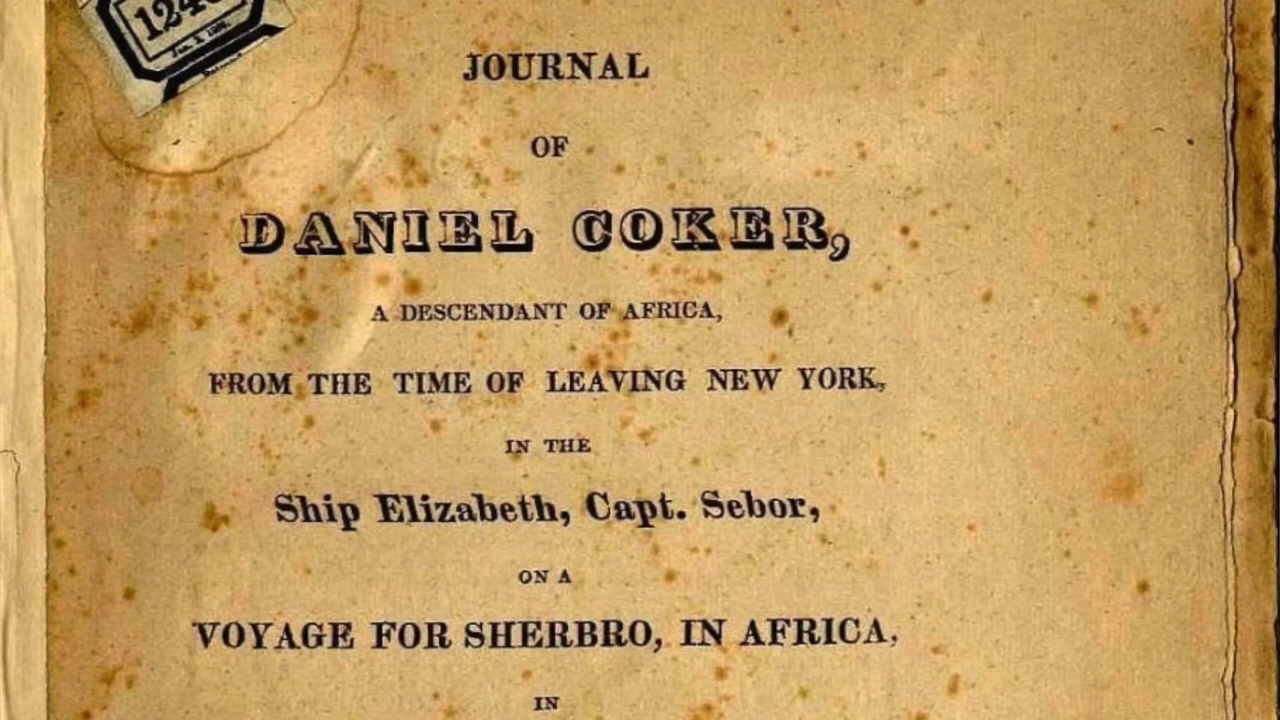 JOURNAL
OF
DANIEL COKER,
A DESCENDANT OF AFRICA,
FROM THE TIME OF LEAVING NEW YORK,
IN THE
Ship Elizabeth, Capt. Sebor,
ON A
VOYAGE FOR SHERBRO, IN AFRICA,
IN